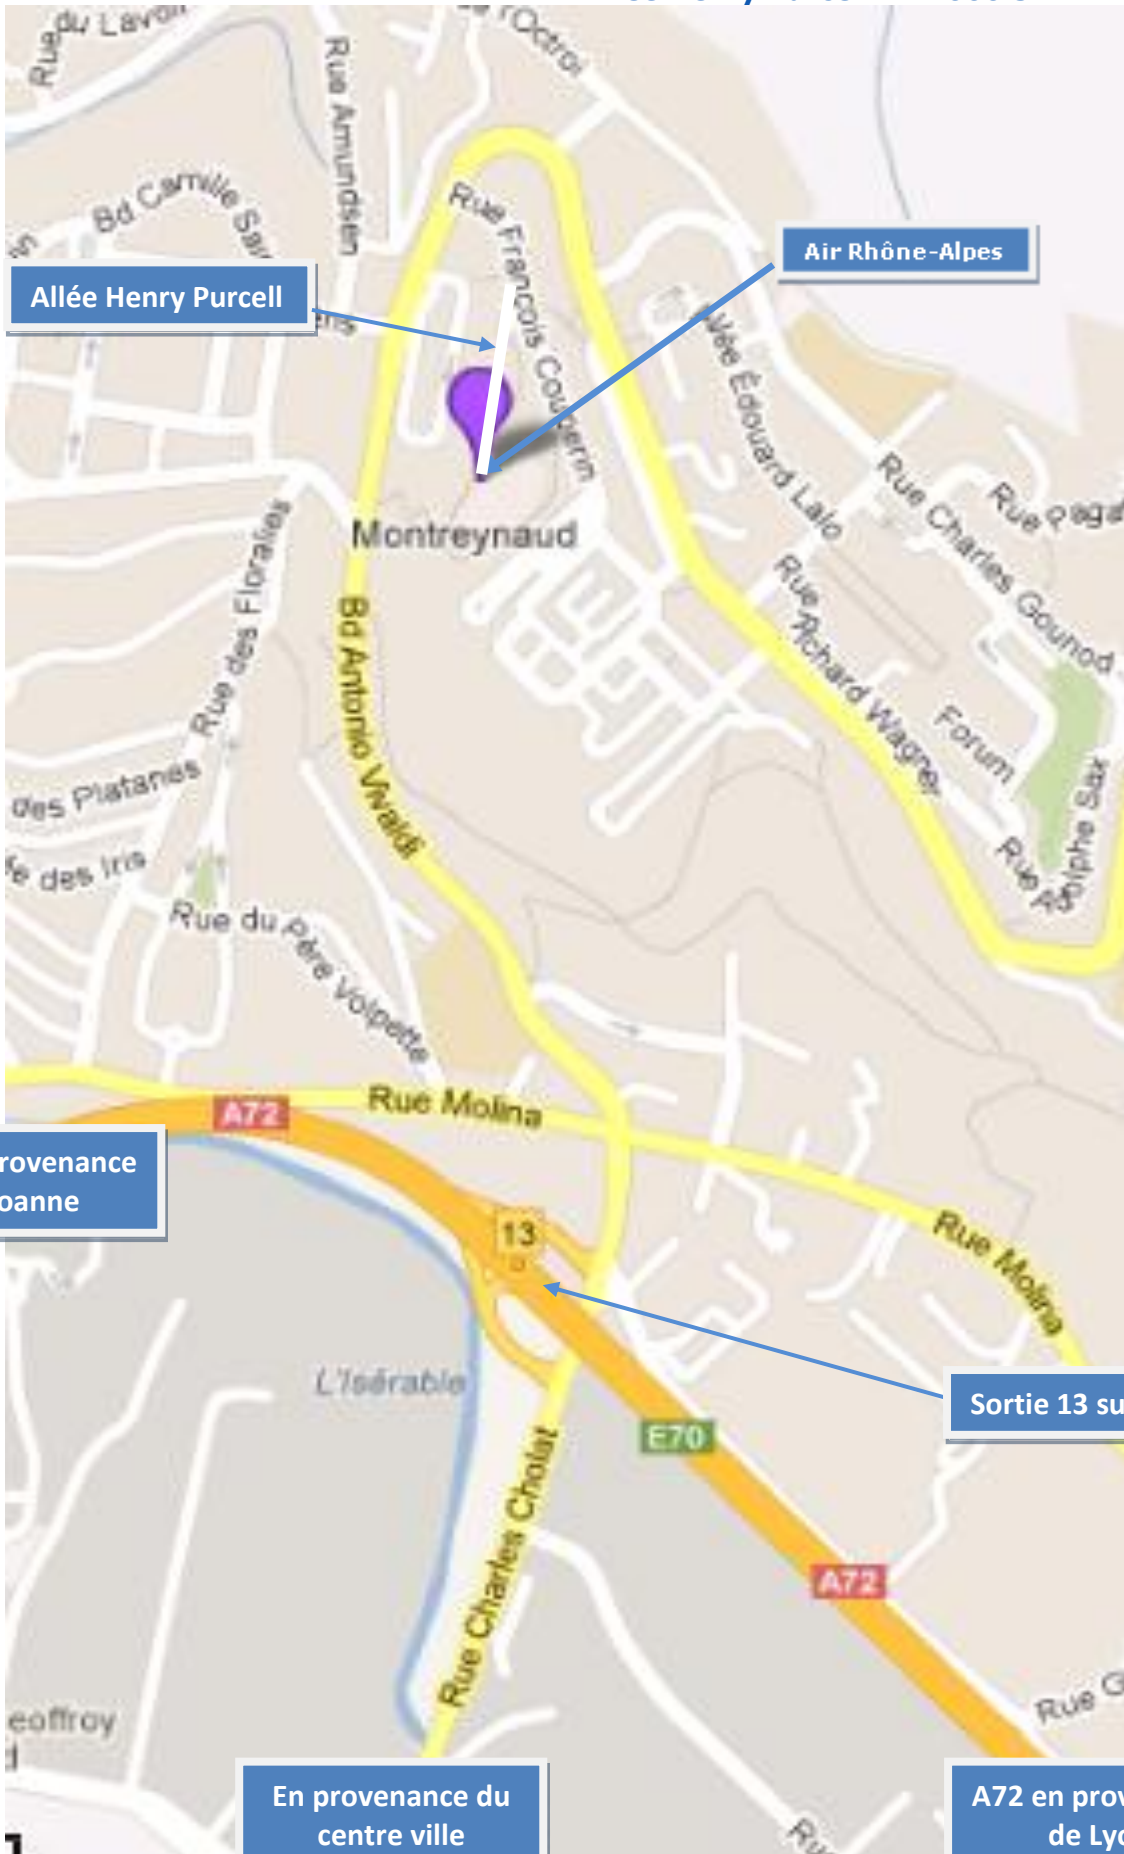 Rue du Lavoir
l'Octroi
Rue Amundsen
Bd Camille
Rue François Couperin
Air Rhône-Alpes
Allée Henry Purcell
Allée Édouard Lalo
Rue Charles Gounod
Rue
Montreynaud
Rue des Floralies
Bd Antonio Vivaldi
Rue Richard Wagner
Forum
Rue Adolphe Sax
des Platanes
des Iris
Rue du Père Volpette
Rue Molina
A72
rovenance
oanne
13
Rue Molina
L'Isérable
Sortie 13 su
E70
Rue Charles Cholat
A72
Rue G
eoffroy
En provenance du
centre ville
A72 en prov
de Lyo
Rue